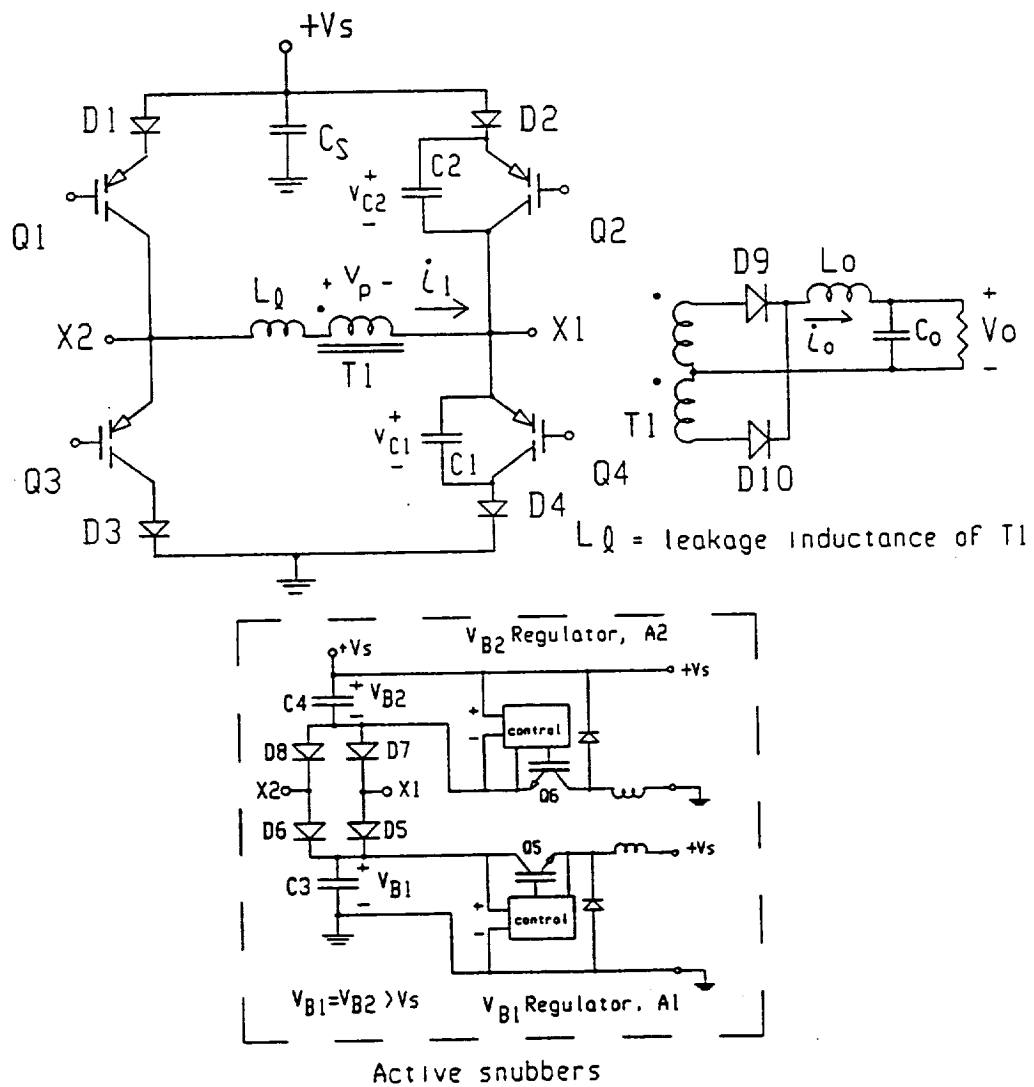 +Vs
D1
D2
Cs
C2
+
vC2
-
Q1
Q2
D9
Lo
Lℓ
+ Vp -
i1
X2
X1
T1
io
Co
+
Vo
-
T1
D10
+
vC1
-
C1
Q3
Q4
D3
D4
Lℓ = leakage inductance of T1
VB2 Regulator, A2
+Vs
+Vs
C4
+
VB2
-
+
-
control
D8
D7
X2
X1
Q6
D6
D5
Q5
+Vs
C3
+
VB1
-
+
-
control
VB1=VB2>Vs
VB1 Regulator, A1
Active snubbers